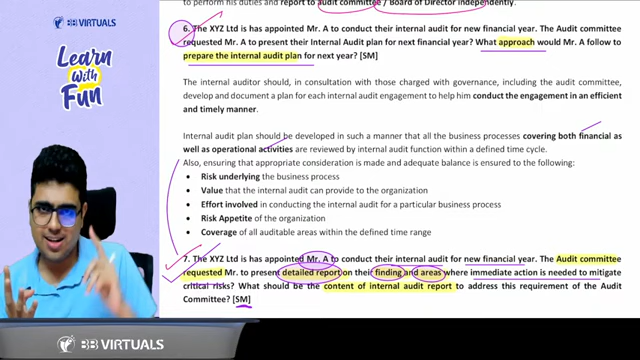 BB VIRTUALS
to perform his duties and report to audit committee / Board of Director independently.
Learn
With
Fun
6. The XYZ Ltd is has appointed Mr. A to conduct their internal audit for new financial year. The Audit committee
requested Mr. A to present their Internal Audit plan for next financial year? What approach would Mr. A follow to
prepare the internal audit plan for next year? [SM]
The internal auditor should, in consultation with those charged with governance, including the audit committee,
develop and document a plan for each internal audit engagement to help him conduct the engagement in an efficient
and timely manner.
Internal audit plan should be developed in such a manner that all the business processes covering both financial as
well as operational activities are reviewed by internal audit function within a defined time cycle.
Also, ensuring that appropriate consideration is made and adequate balance is ensured to the following:
• Risk underlying the business process
• Value that the internal audit can provide to the organization
• Effort involved in conducting the internal audit for a particular business process
• Risk Appetite of the organization
• Coverage of all auditable areas within the defined time range
7. The XYZ Ltd is has appointed Mr. A to conduct their internal audit for new financial year. The Audit committee
requested Mr. to present detailed report on their finding and areas where immediate action is needed to mitigate
critical risks? What should be the content of internal audit report to address this requirement of the Audit
Committee? [SM]
BB VIRTUALS